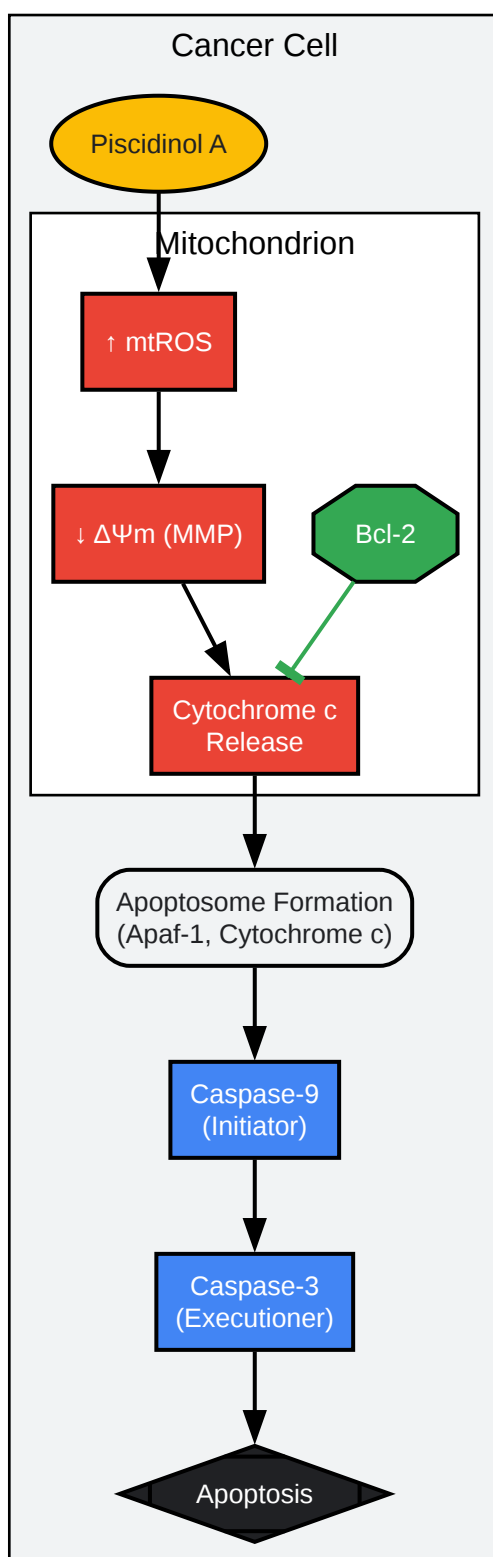 Cancer Cell
Piscidinol A
Mitochondrion
↑ mtROS
↓ ΔΨm (MMP)
Bcl-2
Cytochrome c
Release
Apoptosome Formation
(Apaf-1, Cytochrome c)
Caspase-9
(Initiator)
Caspase-3
(Executioner)
Apoptosis